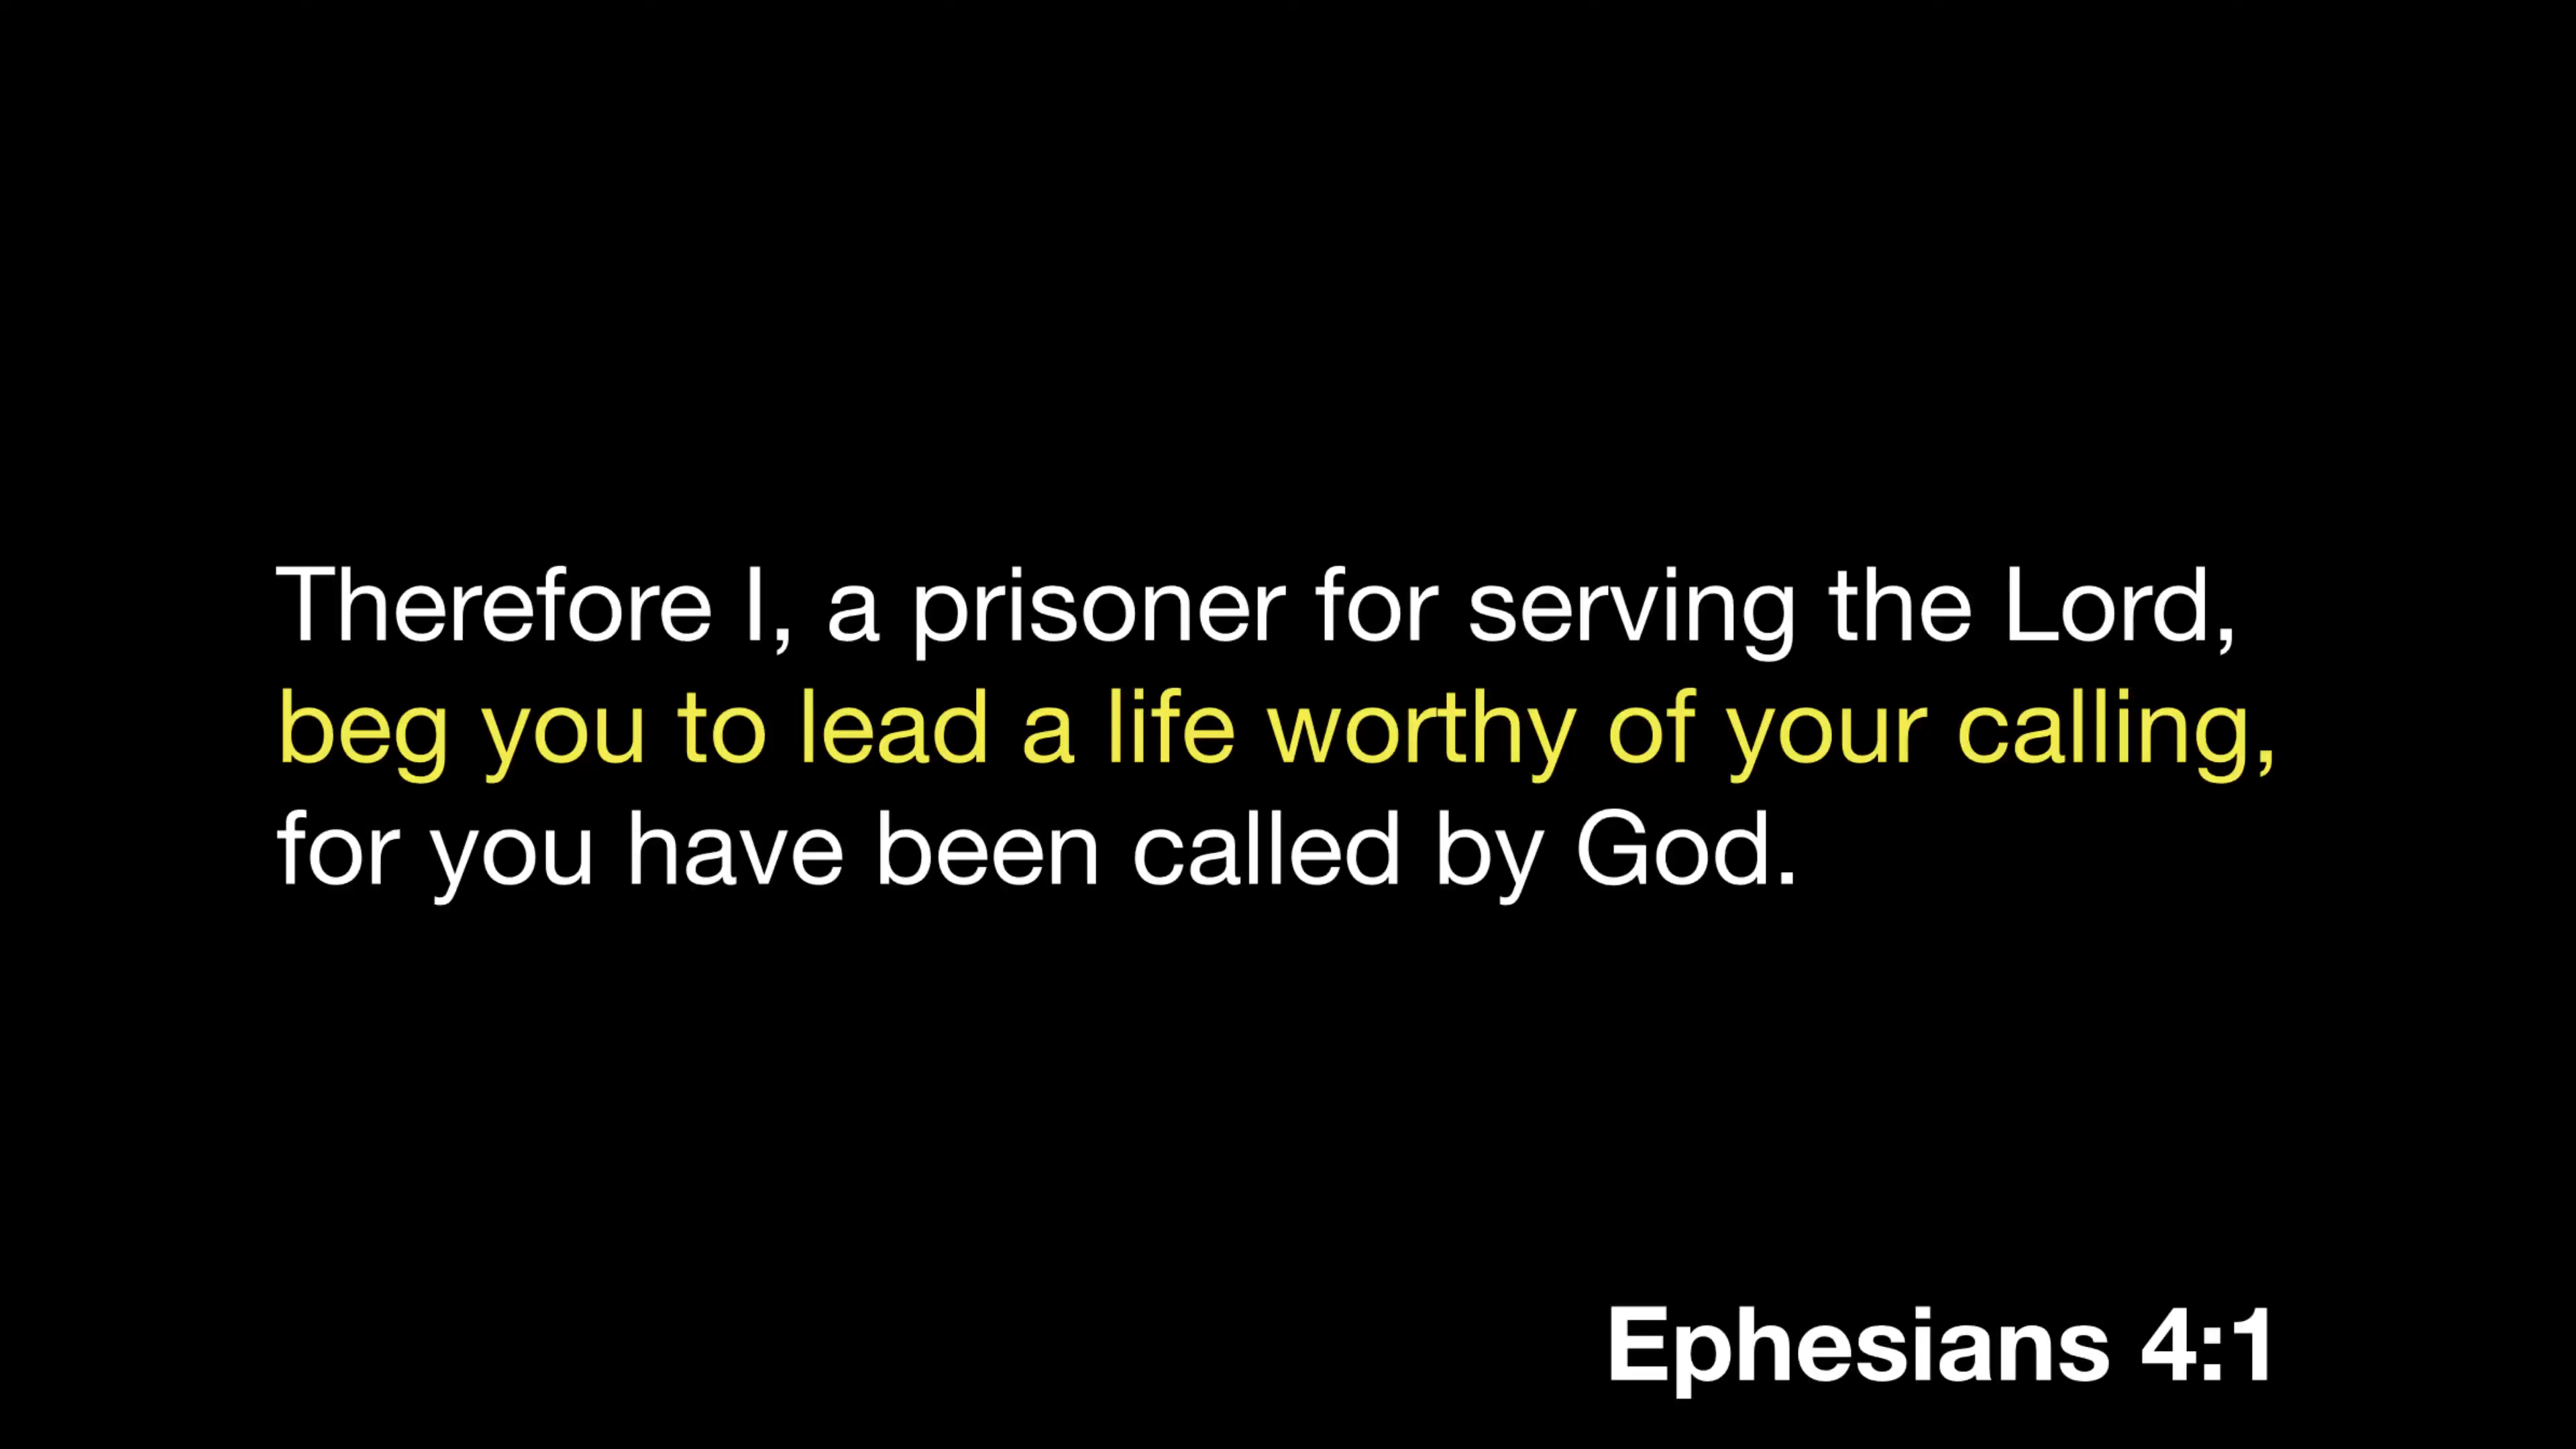 Therefore I, a prisoner for serving the Lord,
beg you to lead a life worthy of your calling,
for you have been called by God.
Ephesians 4:1